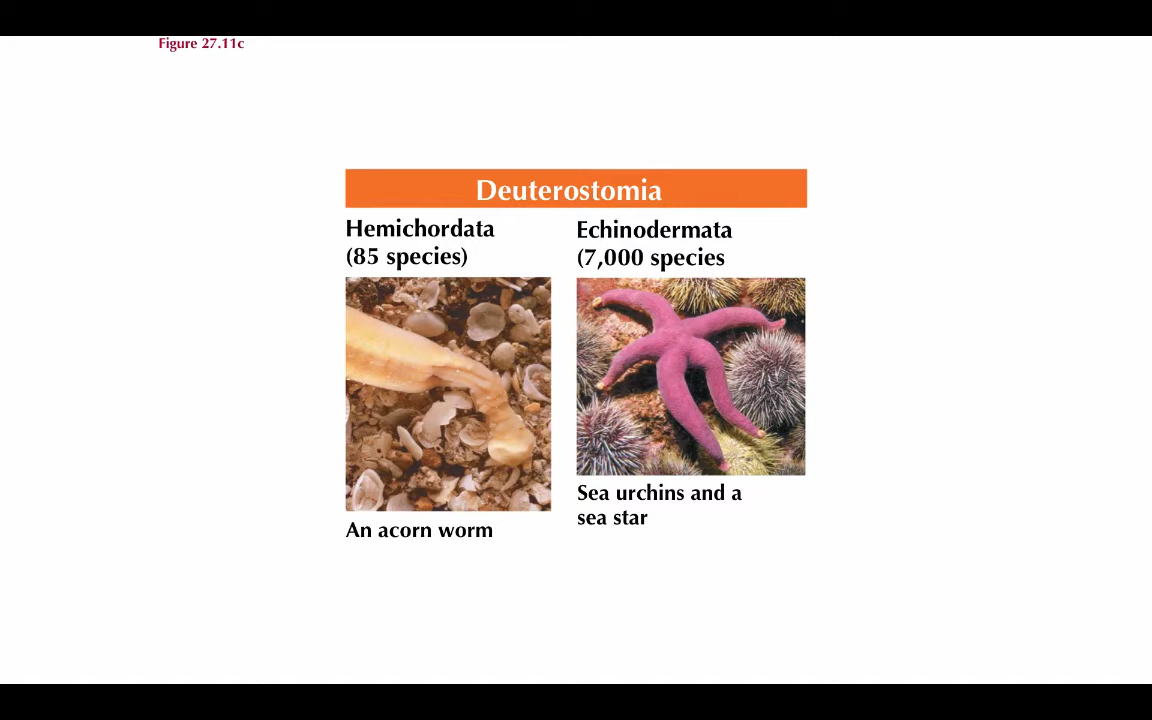 Figure 27.11c
Deuterostomia
Hemichordata
(85 species)
Echinodermata
(7,000 species
An acorn worm
Sea urchins and a
sea star